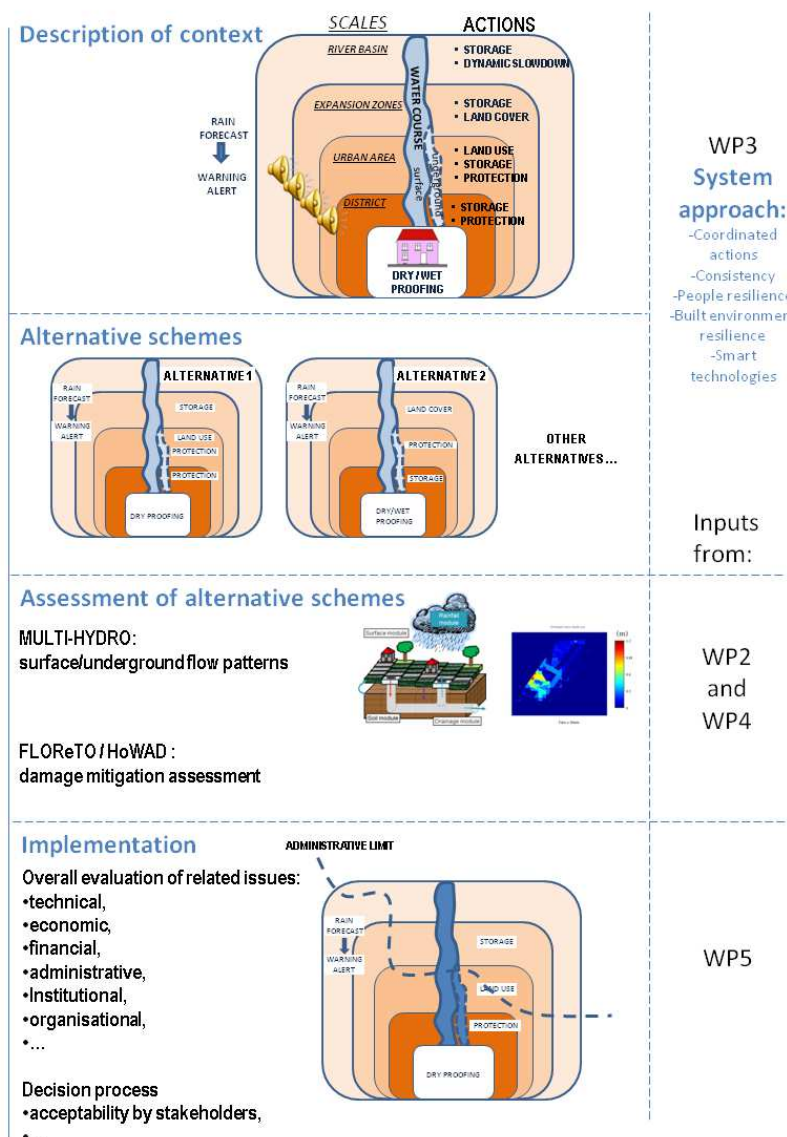 Description of context
SCALES
ACTIONS
RIVER BASIN
• STORAGE
• DYNAMIC SLOWDOWN
EXPANSION ZONES
• STORAGE
• LAND COVER
URBAN AREA
• LAND USE
• STORAGE
• PROTECTION
DISTRICT
• STORAGE
• PROTECTION
WATER COURSE
surface
underground
RAIN
FORECAST
WARNING
ALERT
DRY/WET
PROOFING
WP3
System
approach:
-Coordinated
actions
-Consistency
-People resilience
-Built environmen
resilience
-Smart
technologies
Alternative schemes
ALTERNATIVE1
RAIN
FORECAST
WARNING
ALERT
STORAGE
LAND USE
PROTECTION
PROTECTION
DRY PROOFING
ALTERNATIVE2
RAIN
FORECAST
WARNING
ALERT
LAND COVER
PROTECTION
STORAGE
DRY/WET
PROOFING
OTHER
ALTERNATIVES...
Inputs
from:
Assessment of alternative schemes
MULTI-HYDRO:
surface/underground flow patterns
Rainfall
module
Surface module
Soil module
Drainage module
FLOReTO / HoWAD :
damage mitigation assessment
WP2
and
WP4
Implementation
ADMINISTRATIVE LIMIT
Overall evaluation of related issues:
•technical,
•economic,
•financial,
•administrative,
•Institutional,
•organisational,
•...
Decision process
•acceptability by stakeholders,
•...
RAIN
FORECAST
WARNING
ALERT
STORAGE
LAND USE
PROTECTION
DRY PROOFING
WP5